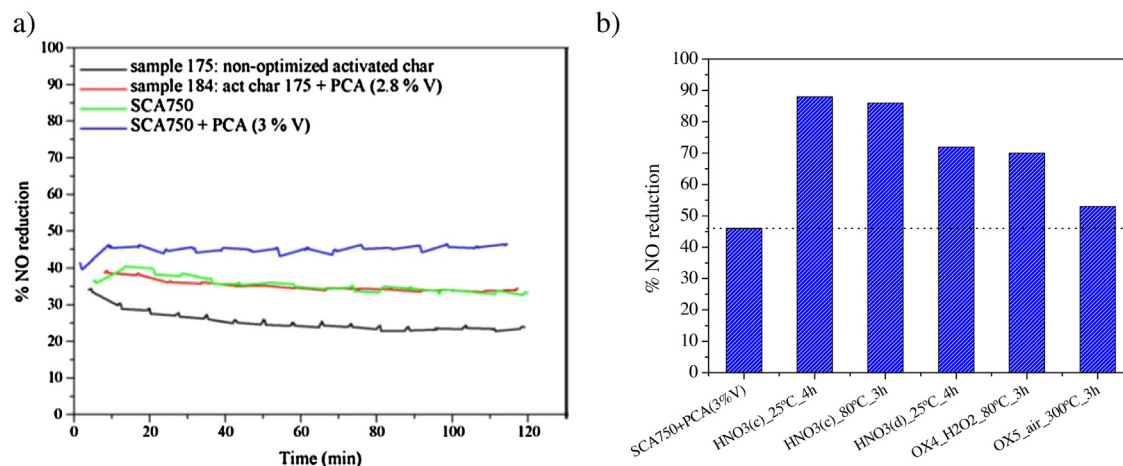 a)
100
90
80
70
60
50
40
30
20
10
0
% NO reduction
sample 175: non-optimized activated char
sample 184: act char 175 + PCA (2.8 % V)
SCA750
SCA750 + PCA (3 % V)
0 20 40 60 80 100 120
Time (min)
b)
100
90
80
70
60
50
40
30
20
10
0
% NO reduction
SCA750+PCA(3%V)
HNO3(c)_25ºC_4h
HNO3(c)_80ºC_3h
HNO3(d)_25ºC_4h
OX4_H2O2_80ºC_3h
OX5_air_300ºC_3h